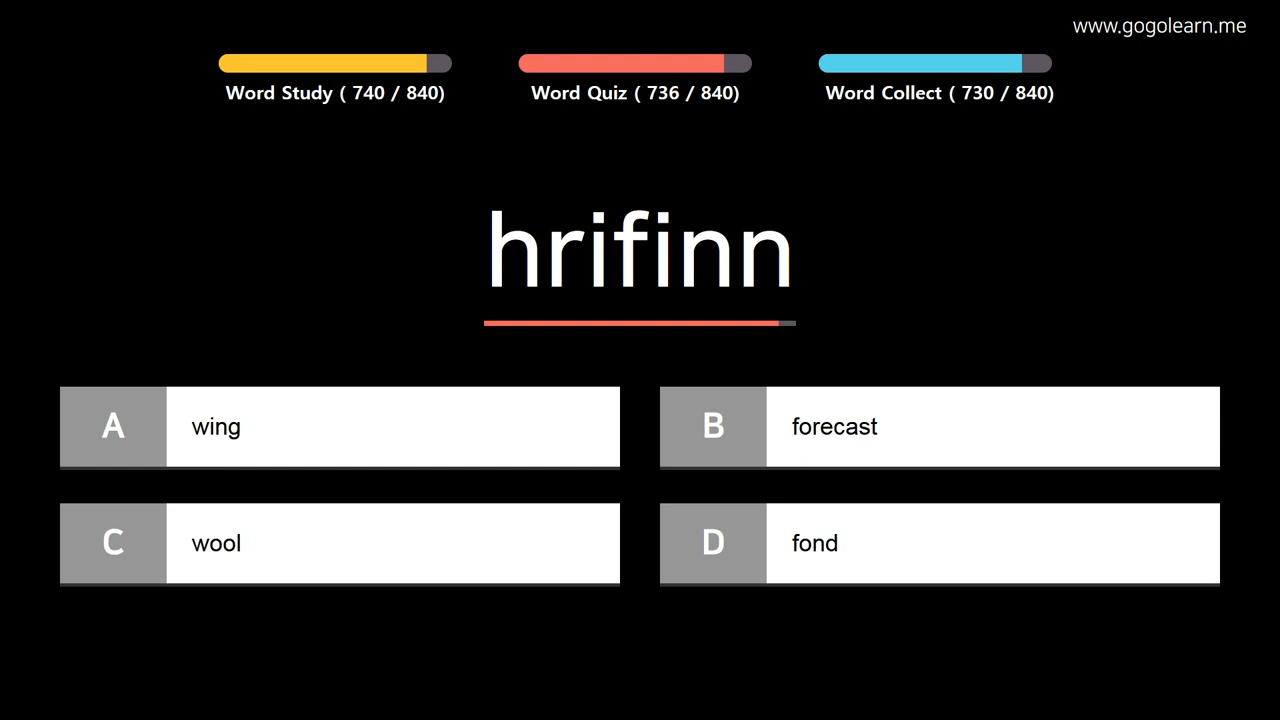 www.gogolearn.me
Word Study ( 740 / 840)
Word Quiz ( 736 / 840)
Word Collect ( 730 / 840)
hrifinn
A wing
B forecast
C wool
D fond